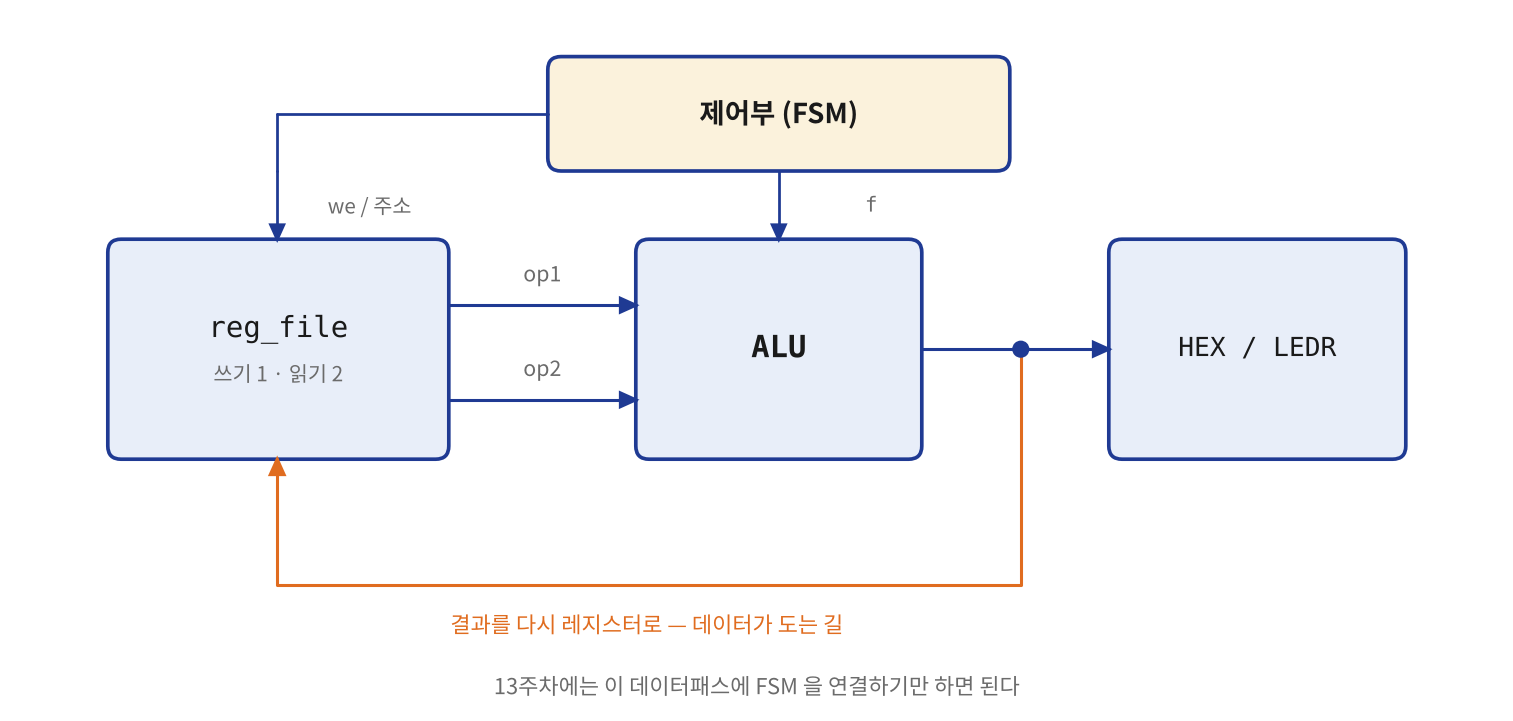 제어부 (FSM)
we / 주소
f
op1
reg_file
쓰기 1 · 읽기 2
op2
ALU
HEX / LEDR
결과를 다시 레지스터로 — 데이터가 도는 길
13주차에는 이 데이터패스에 FSM 을 연결하기만 하면 된다